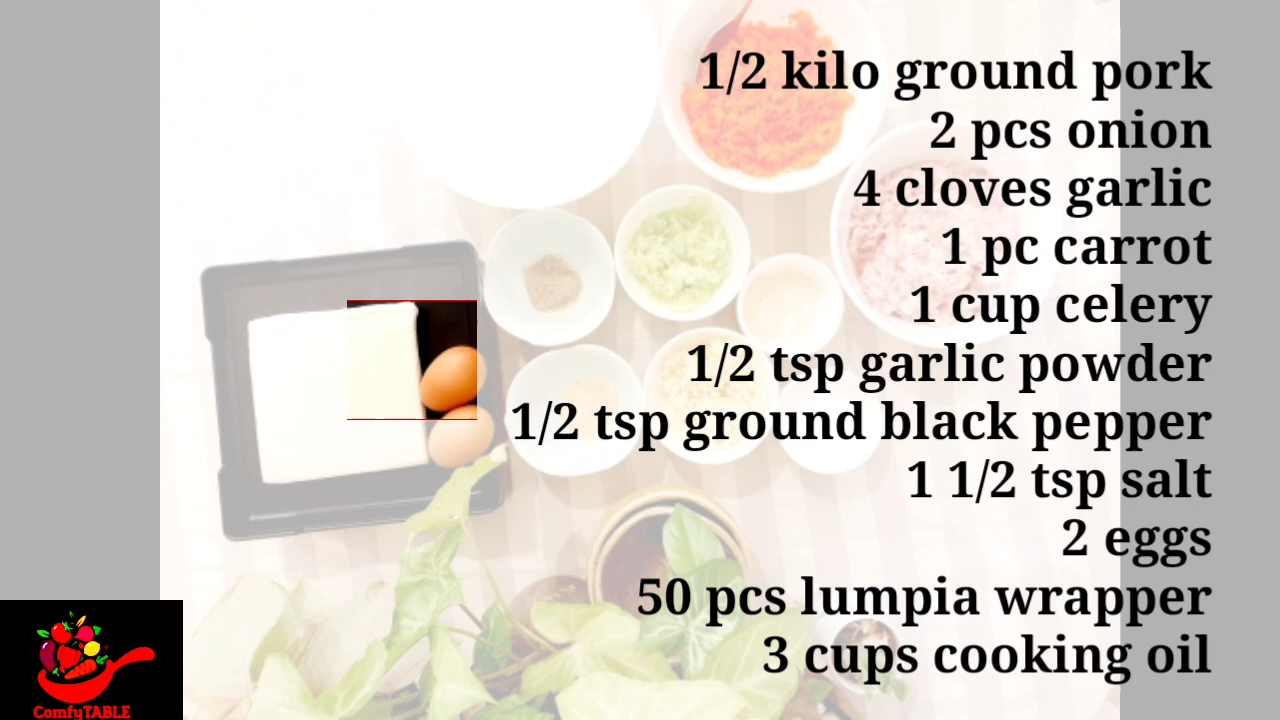 1/2 kilo ground pork
2 pcs onion
4 cloves garlic
1 pc carrot
1 cup celery
1/2 tsp garlic powder
1/2 tsp ground black pepper
1 1/2 tsp salt
2 eggs
50 pcs lumpia wrapper
3 cups cooking oil
ComfyTABLE